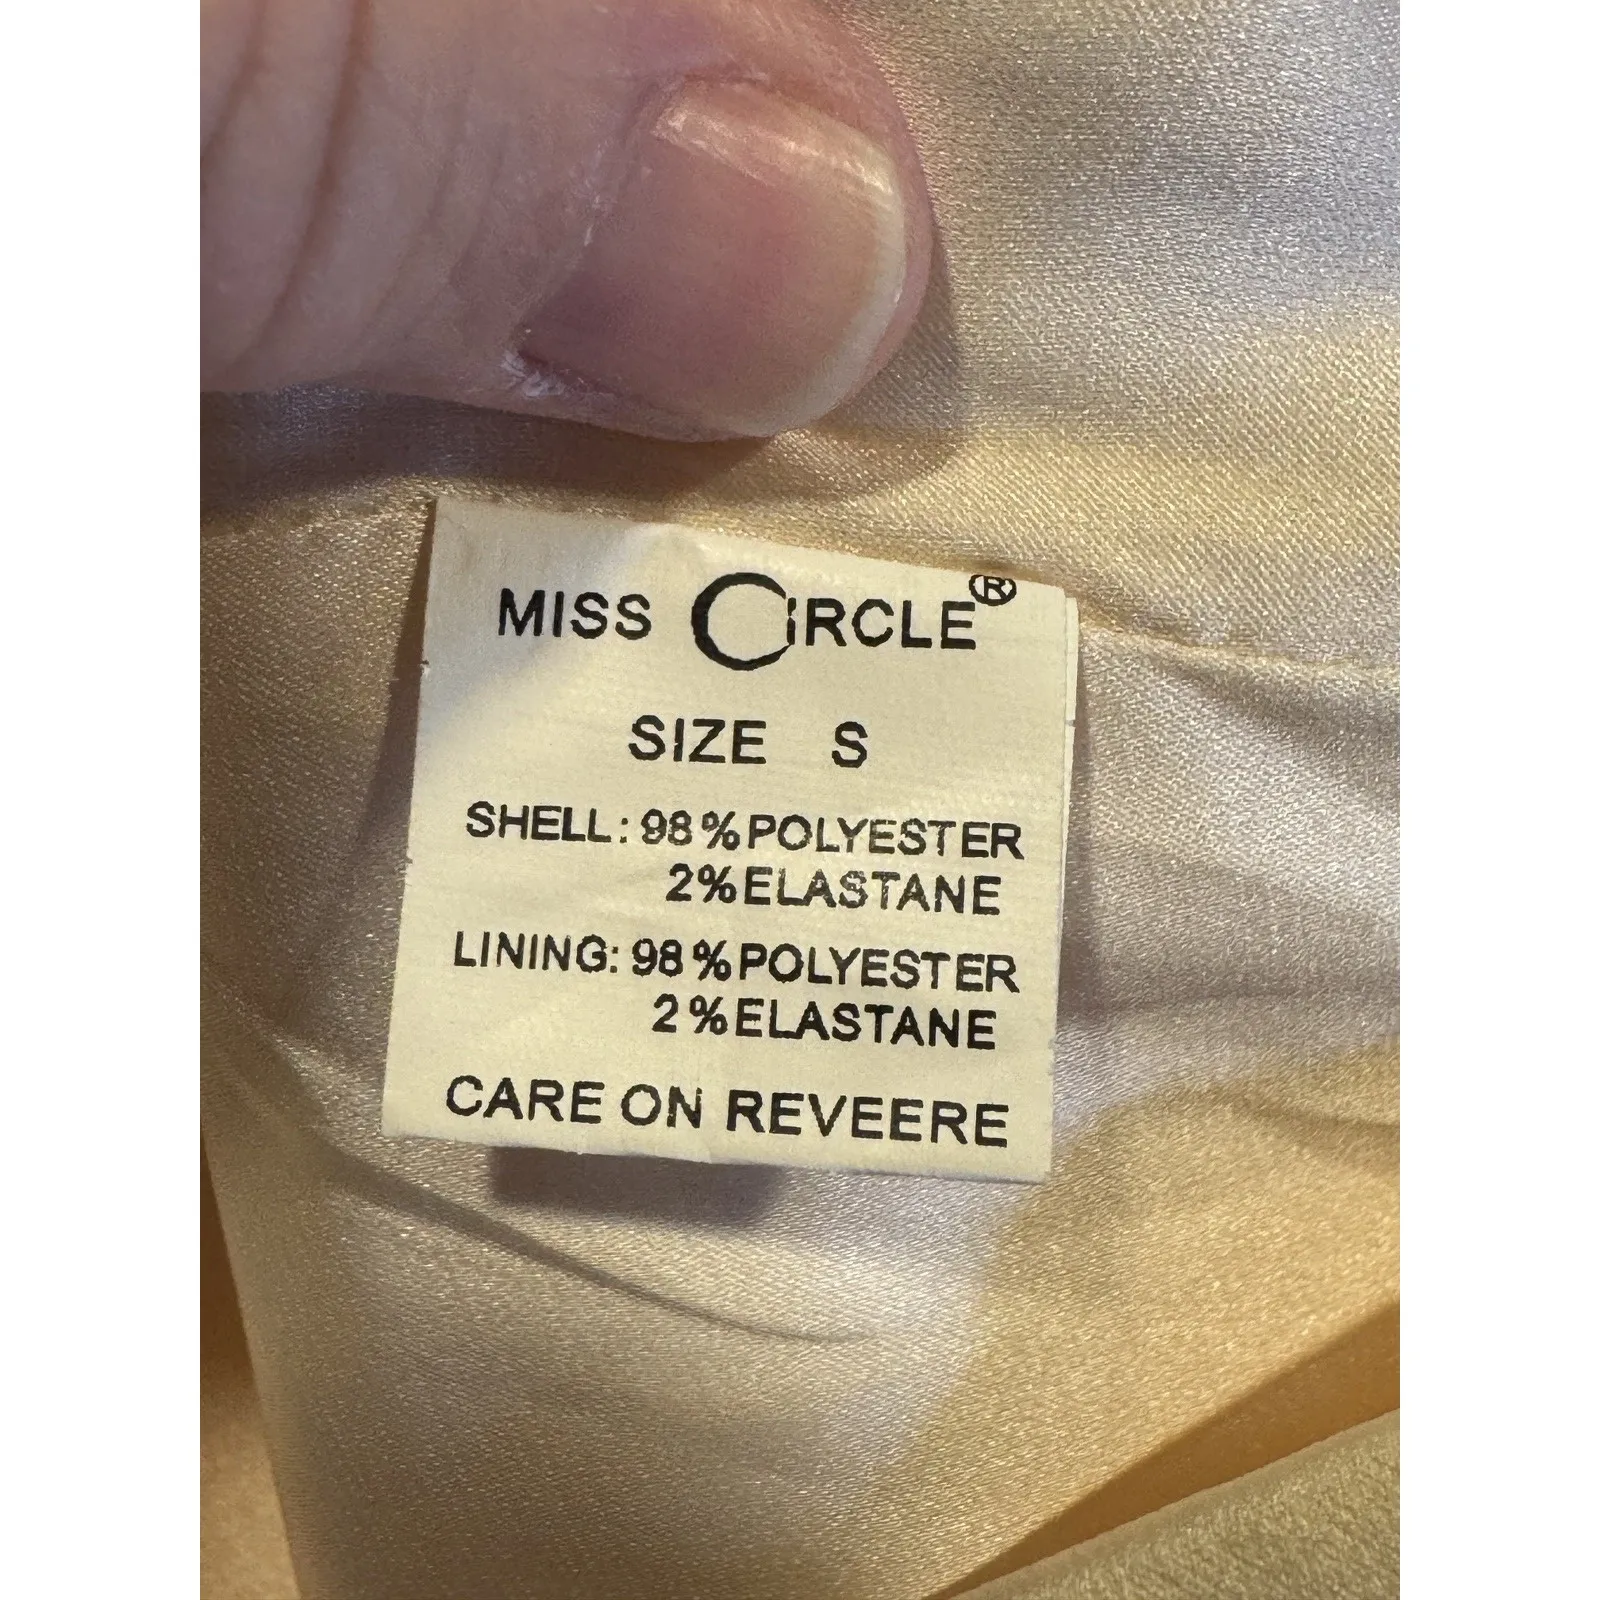 MISS CIRCLE®
SIZE S
SHELL: 98%POLYESTER
2%ELASTANE
LINING: 98%POLYESTER
2%ELASTANE
CARE ON REVEERE